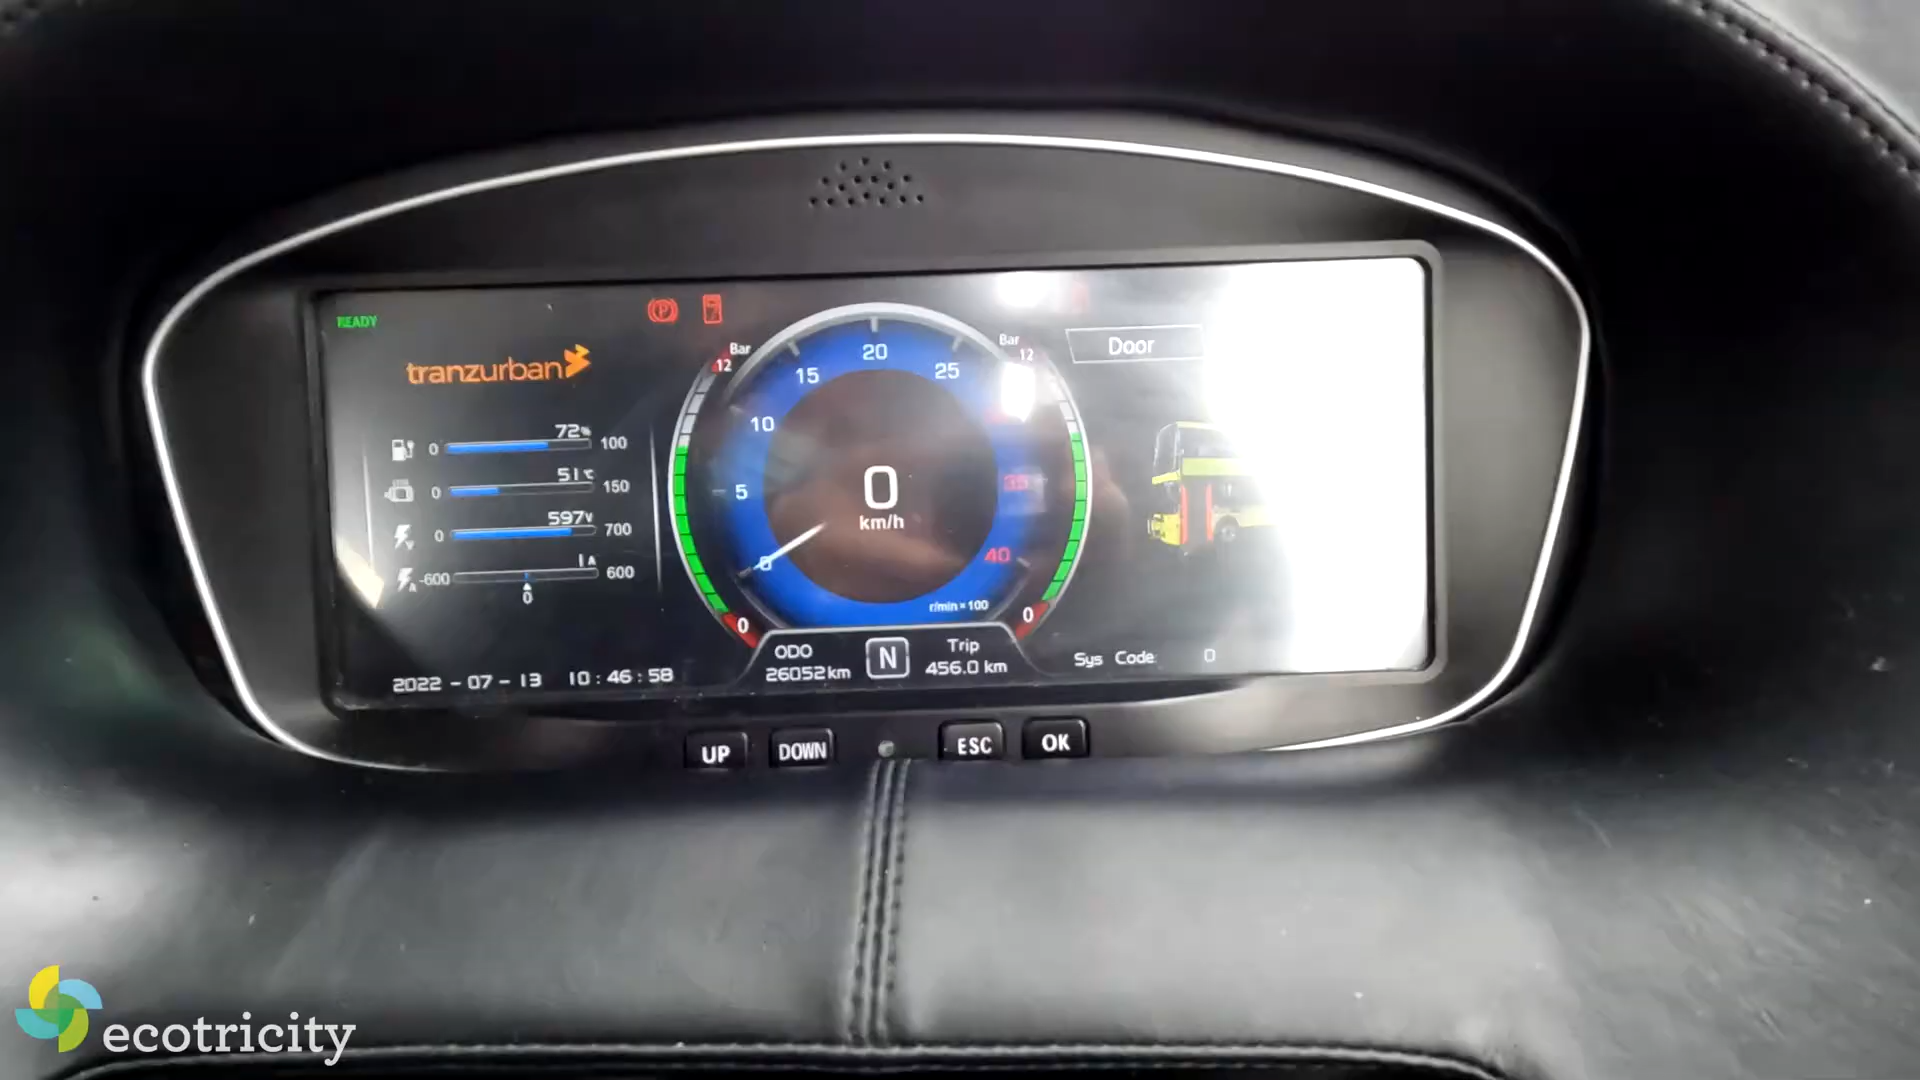 READY
tranzurban
72%
0 100
51℃
0 150
597V
0 700
1A
-600 600
0
2022 - 07 - 13 10 : 46 : 58
Bar
12
0
Bar
12
0
0
5
10
15
20
25
35
40
r/min × 100
0
km/h
ODO
26052km
N
Trip
456.0 km
Door
Sys Code: 0
UP DOWN ESC OK
ecotricity